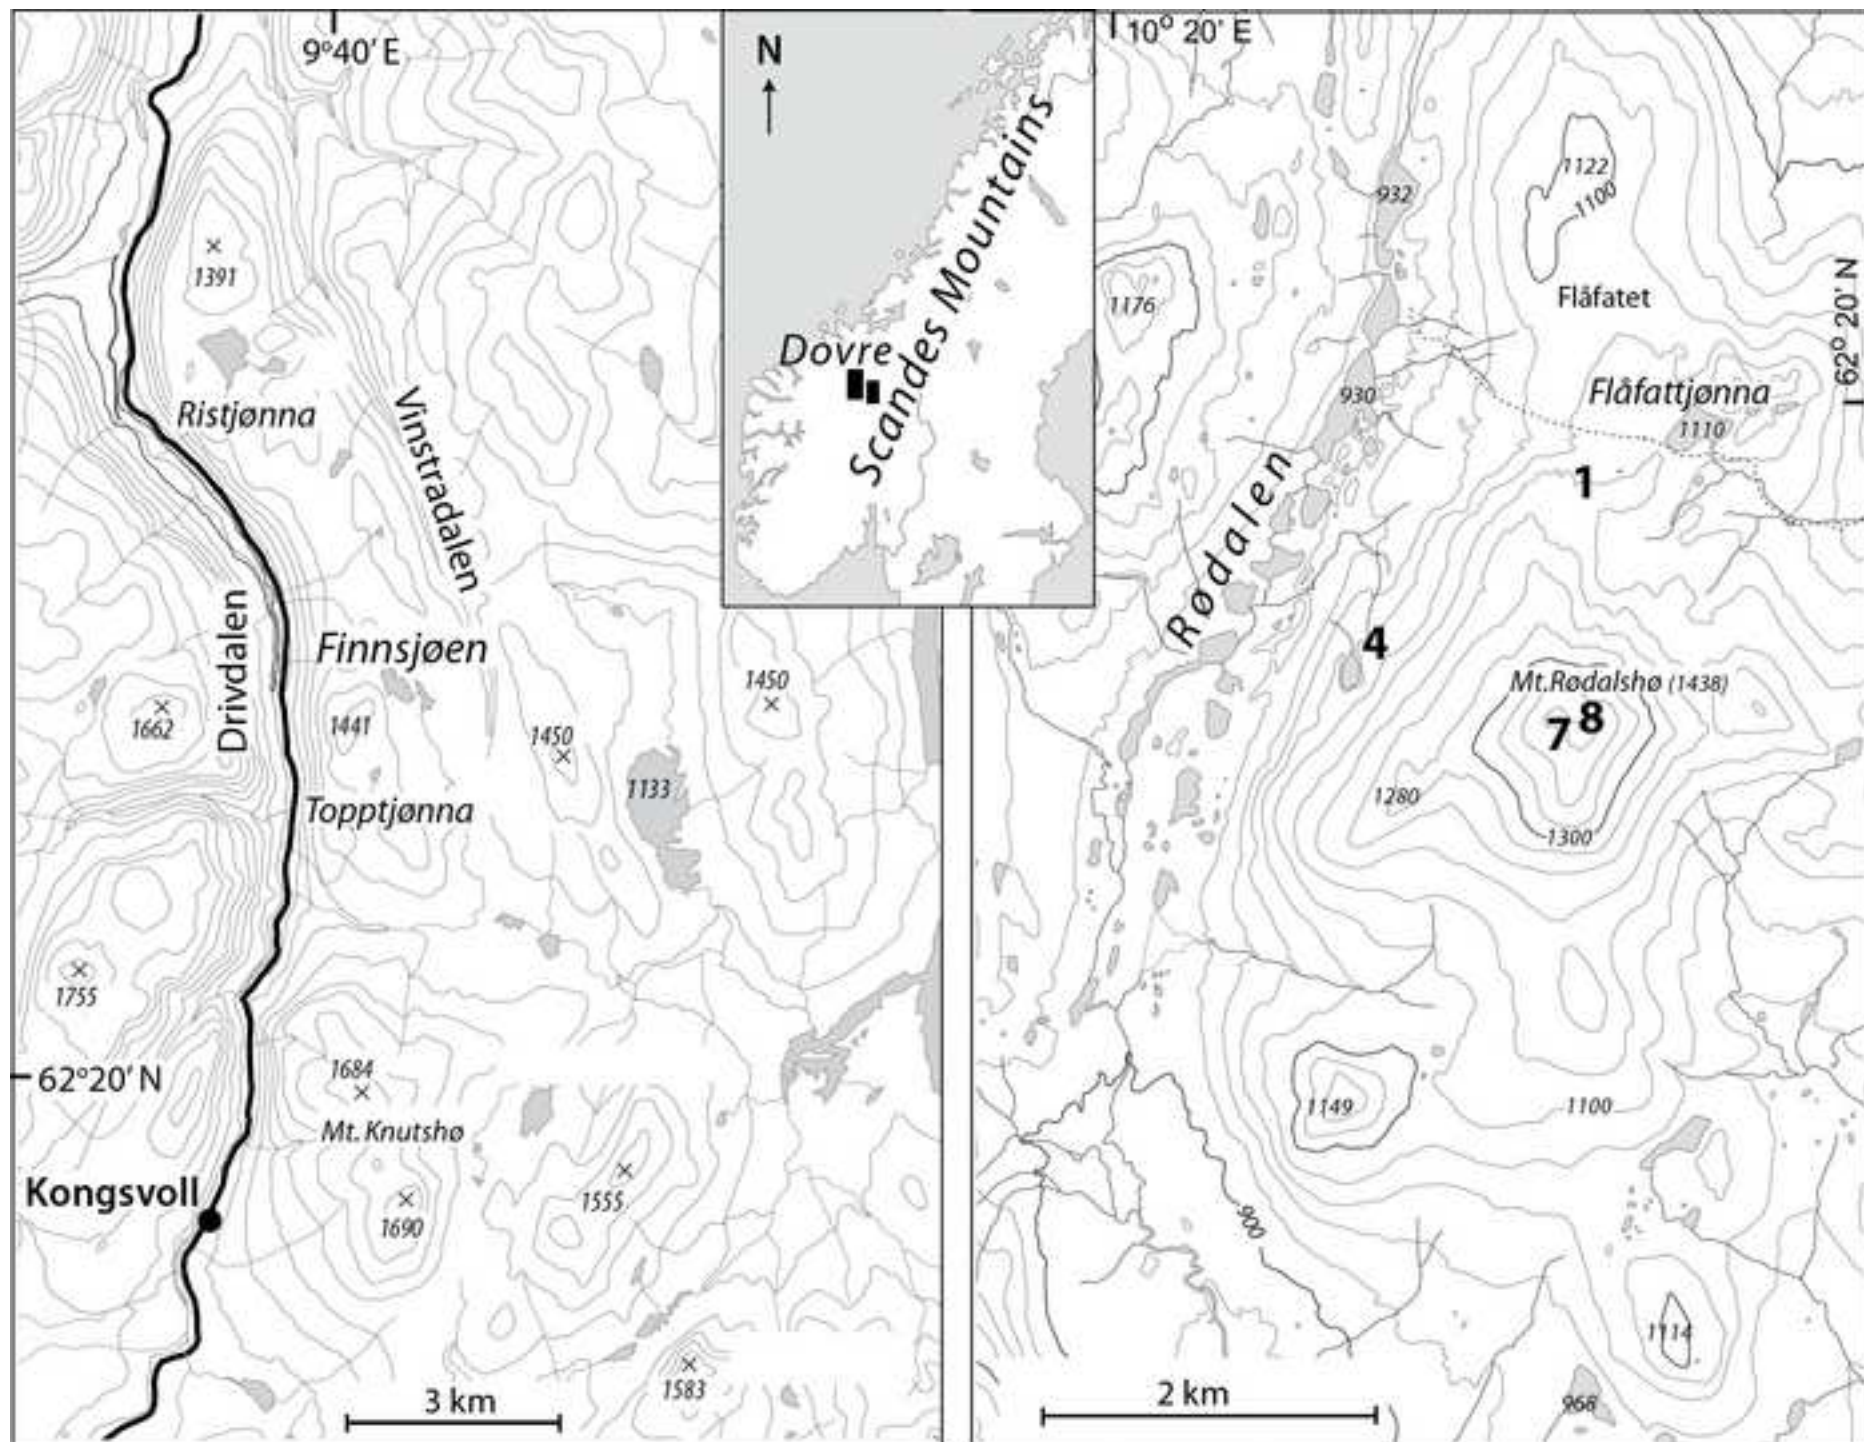 9°40' E
1391
Ristjønna
Vinstradalen
Drivdalen
Finnsjøen
1662
1441
1450
1450
1133
Topptjønna
1755
62°20' N
1684
Mt. Knutshø
Kongsvoll
1690
1555
1583
3 km
N
Scandes Mountains
Dovre
10° 20' E
932
1122
1100
Flåfatet
1176
62° 20' N
930
Flåfattjønna
1110
1
Rødalen
4
Mt.Rødalshø (1438)
7
8
1280
1300
1149
1100
900
1114
968
2 km